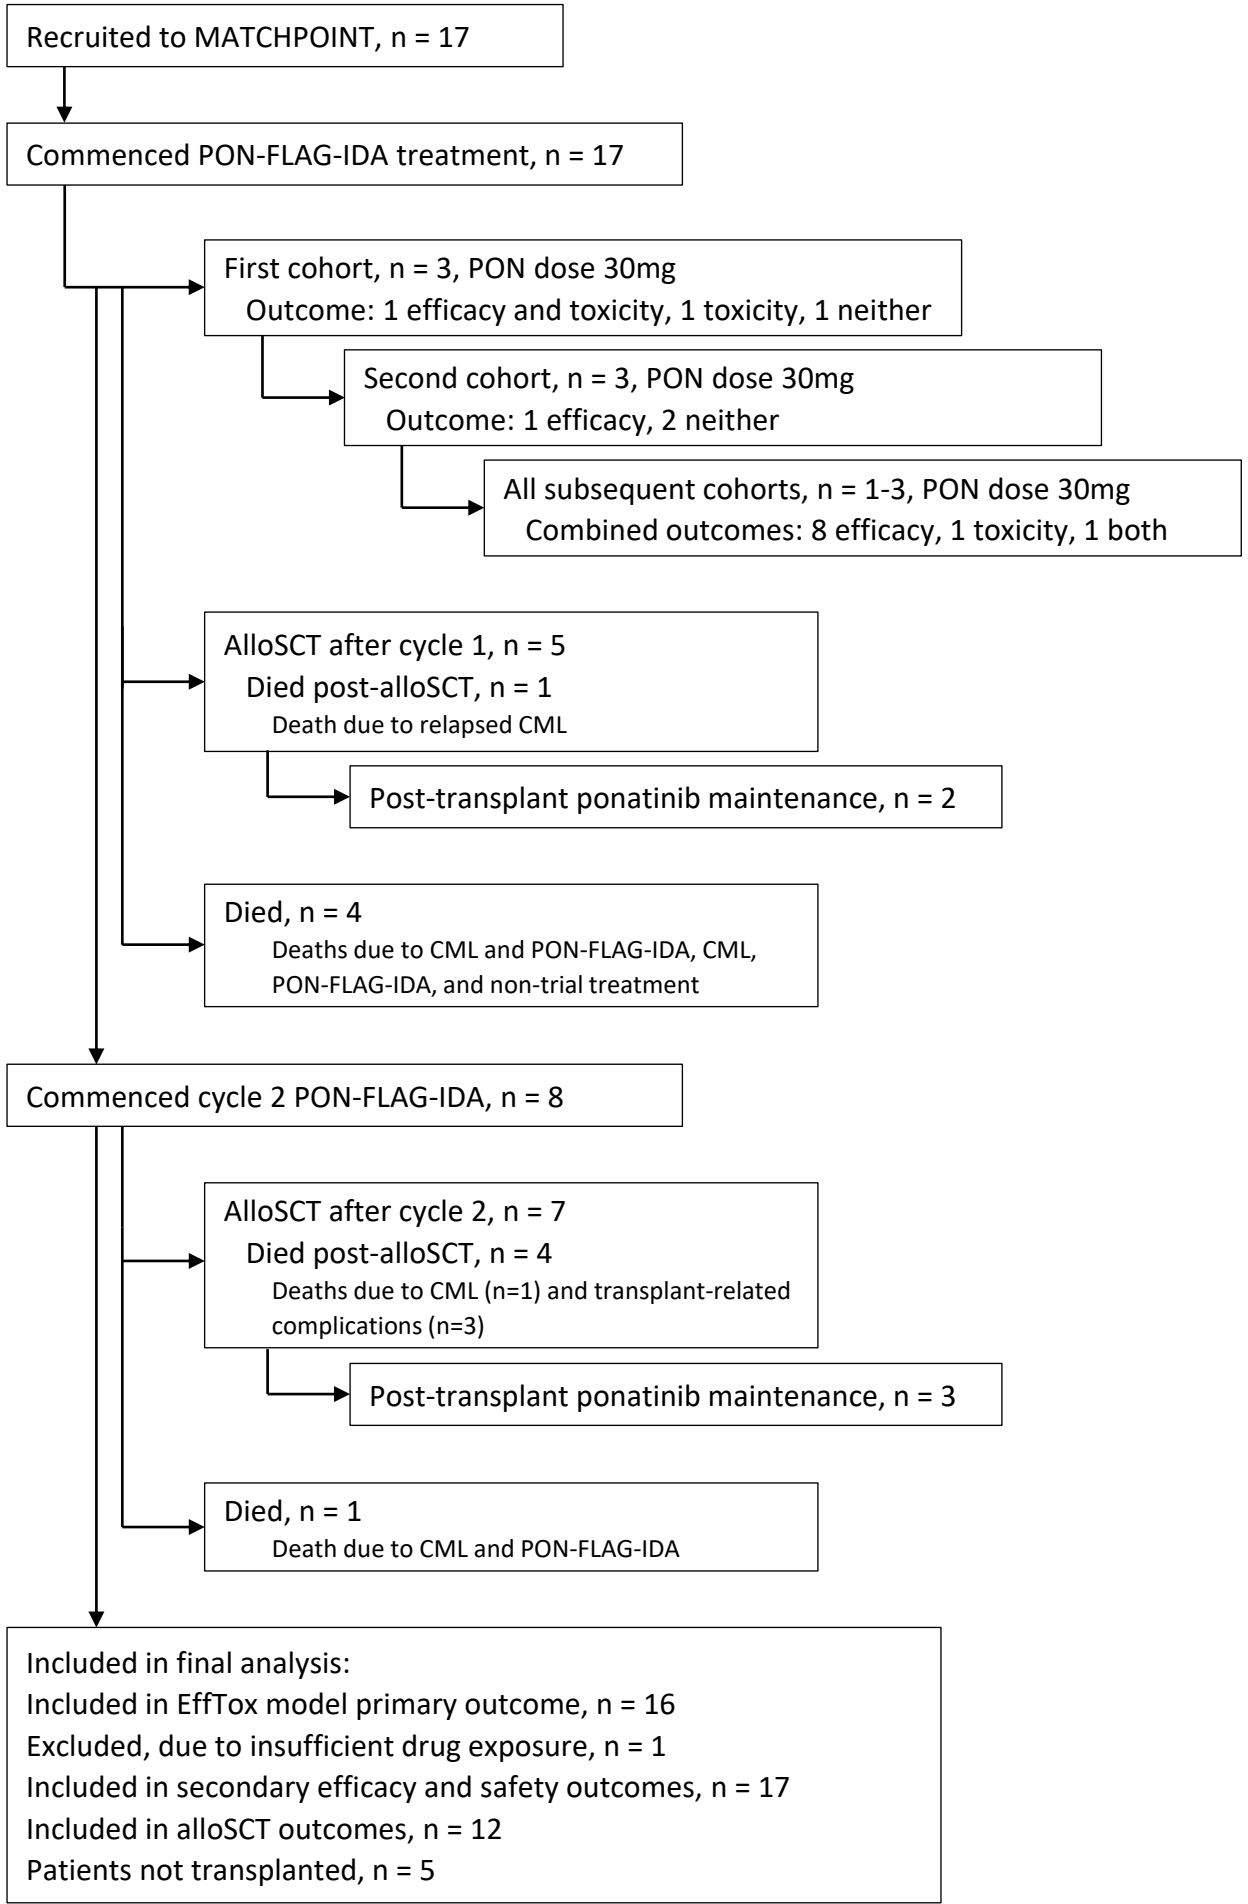 Recruited to MATCHPOINT, n = 17
Commenced PON-FLAG-IDA treatment, n = 17
First cohort, n = 3, PON dose 30mg
Outcome: 1 efficacy and toxicity, 1 toxicity, 1 neither
Second cohort, n = 3, PON dose 30mg
Outcome: 1 efficacy, 2 neither
All subsequent cohorts, n = 1-3, PON dose 30mg
Combined outcomes: 8 efficacy, 1 toxicity, 1 both
AlloSCT after cycle 1, n = 5
Died post-alloSCT, n = 1
Death due to relapsed CML
Post-transplant ponatinib maintenance, n = 2
Died, n = 4
Deaths due to CML and PON-FLAG-IDA, CML,
PON-FLAG-IDA, and non-trial treatment
Commenced cycle 2 PON-FLAG-IDA, n = 8
AlloSCT after cycle 2, n = 7
Died post-alloSCT, n = 4
Deaths due to CML (n=1) and transplant-related
complications (n=3)
Post-transplant ponatinib maintenance, n = 3
Died, n = 1
Death due to CML and PON-FLAG-IDA
Included in final analysis:
Included in EffTox model primary outcome, n = 16
Excluded, due to insufficient drug exposure, n = 1
Included in secondary efficacy and safety outcomes, n = 17
Included in alloSCT outcomes, n = 12
Patients not transplanted, n = 5